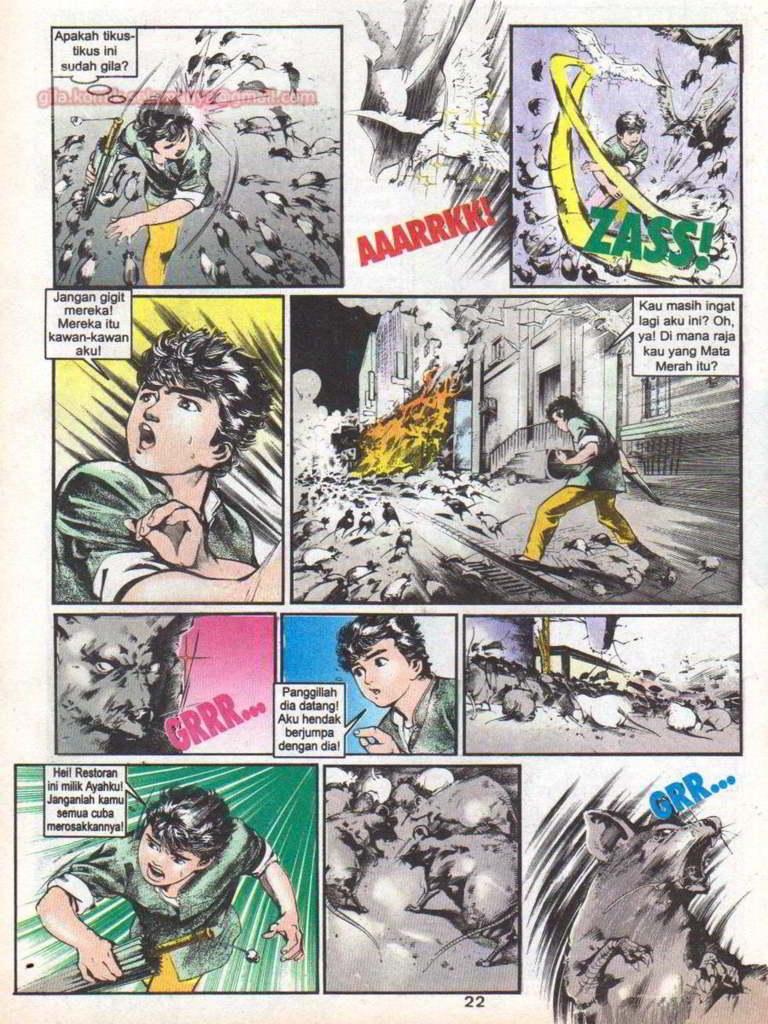 Apakah tikus-
tikus ini
sudah gila?
AAARRKK!
ZASS!
Jangan gigit
mereka!
Mereka itu
kawan-kawan
aku!
Kau masih ingat
lagi aku ini? Oh,
ya! Di mana raja
kau yang Mata
Merah itu?
GRRR...
Panggillah
dia datang!
Aku hendak
berjumpa
dengan dia!
Hei! Restoran
ini milik Ayahku!
Janganlah kamu
semua cuba
merosakkannya!
GRR...
22